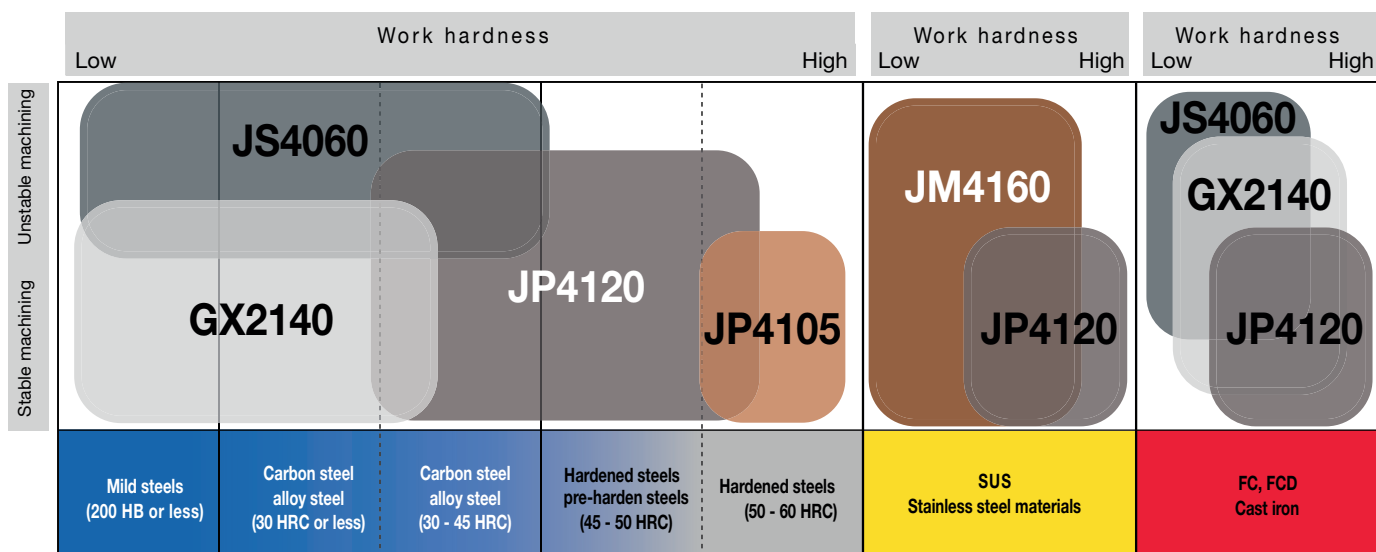 Work hardness
Low
High
Work hardness
Low
High
Work hardness
Low
High
Unstable machining
Stable machining
JS4060
GX2140
JP4120
JP4105
JM4160
JP4120
JS4060
GX2140
JP4120
Mild steels
(200 HB or less)
Carbon steel
alloy steel
(30 HRC or less)
Carbon steel
alloy steel
(30 - 45 HRC)
Hardened steels
pre-harden steels
(45 - 50 HRC)
Hardened steels
(50 - 60 HRC)
SUS
Stainless steel materials
FC, FCD
Cast iron